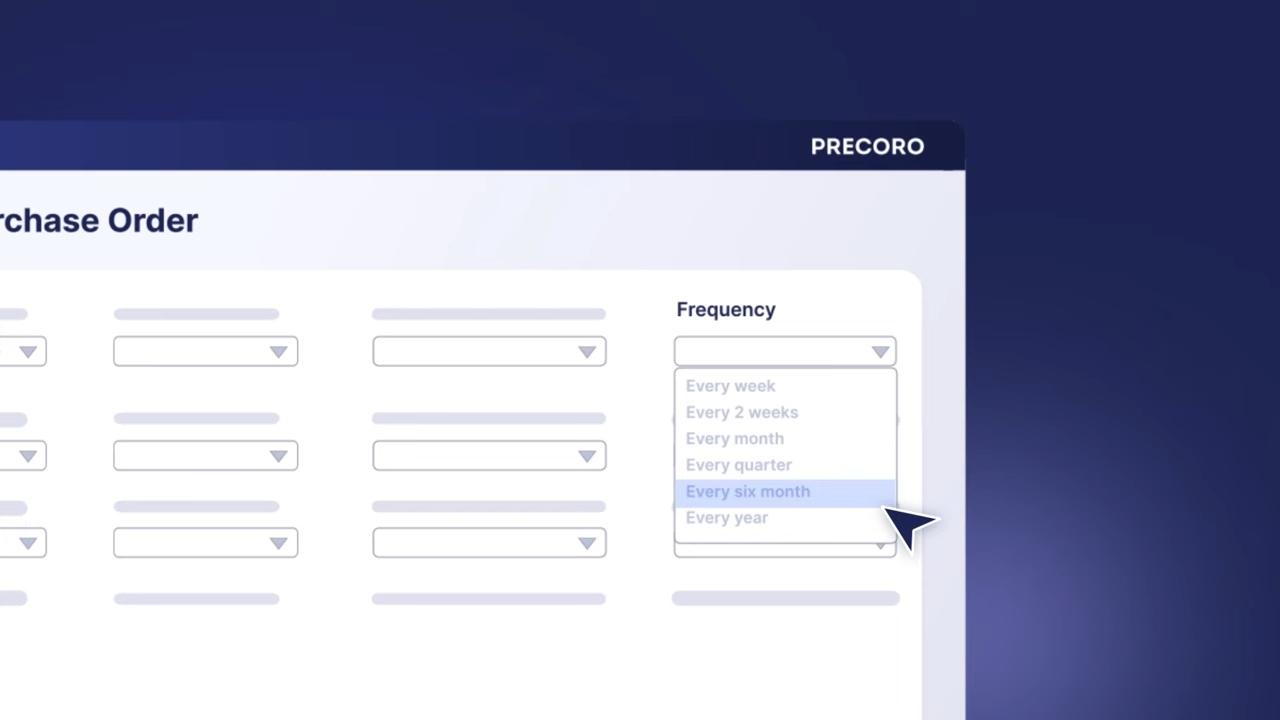 PRECORO
rchase Order
Frequency
Every week
Every 2 weeks
Every month
Every quarter
Every six month
Every year